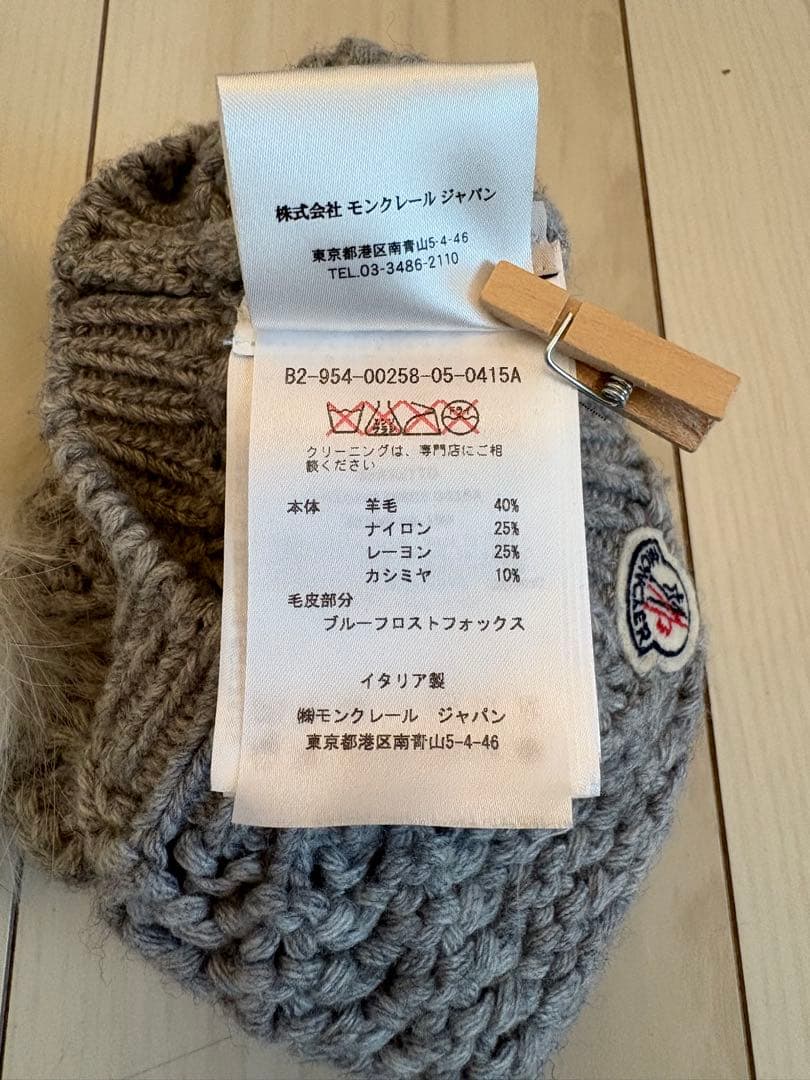 株式会社 モンクレール ジャパン
東京都港区南青山5-4-46
TEL.03-3486-2110
B2-954-00258-05-0415A
ドライ
クリーニングは、専門店にご相
談ください
本体 羊毛 40%
ナイロン 25%
レーヨン 25%
カシミヤ 10%
毛皮部分
ブルーフロストフォックス
イタリア製
㈱モンクレール ジャパン
東京都港区南青山5-4-46
MONCLER